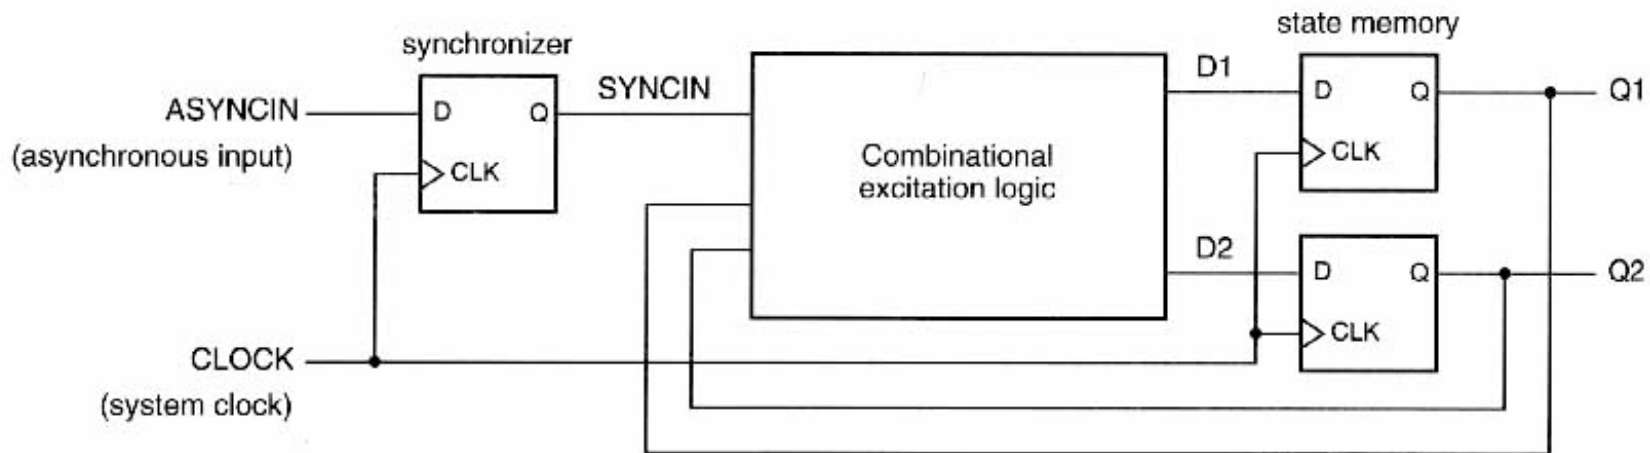 synchronizer
state memory
ASYNCIN
(asynchronous input)
D
Q
CLK
SYNCIN
Combinational
excitation logic
D1
D
Q
CLK
Q1
D2
D
Q
CLK
Q2
CLOCK
(system clock)